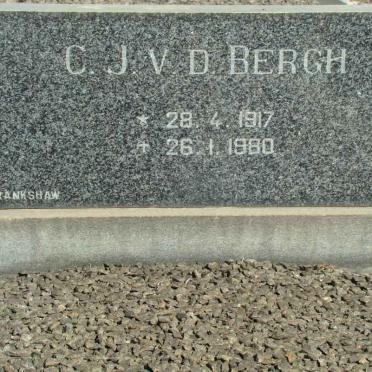 C. J. V. D. BERGH
* 28. 4. 1917
+ 26. 1. 1980